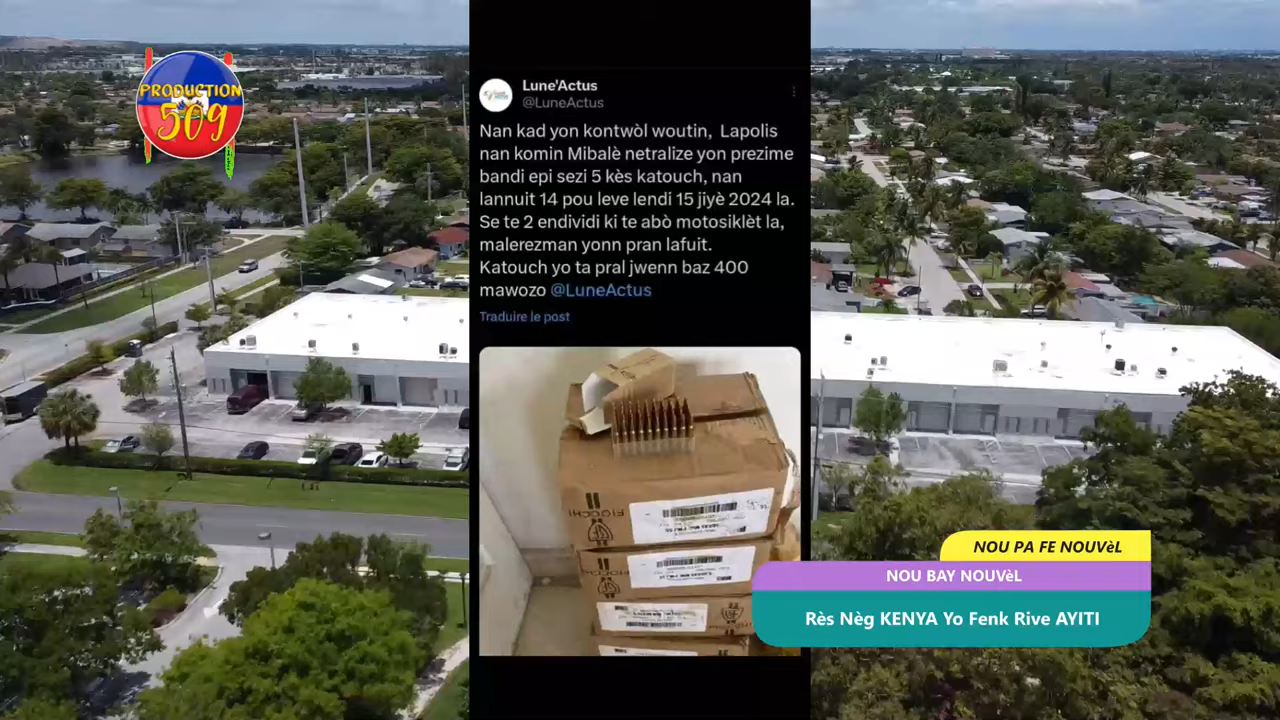 PRODUCTION
509
Lune'Actus
@LuneActus
Nan kad yon kontwòl woutin, Lapolis
nan komin Mibalè netralize yon prezime
bandi epi sezi 5 kès katouch, nan
lannuit 14 pou leve lendi 15 jiyè 2024 la.
Se te 2 endividi ki te abò motosiklèt la,
malerezman yonn pran lafuit.
Katouch yo ta pral jwenn baz 400
mawozo @LuneActus
Traduire le post
FIOCCHI
NOU PA FE NOUVèL
NOU BAY NOUVèL
Rès Nèg KENYA Yo Fenk Rive AYITI